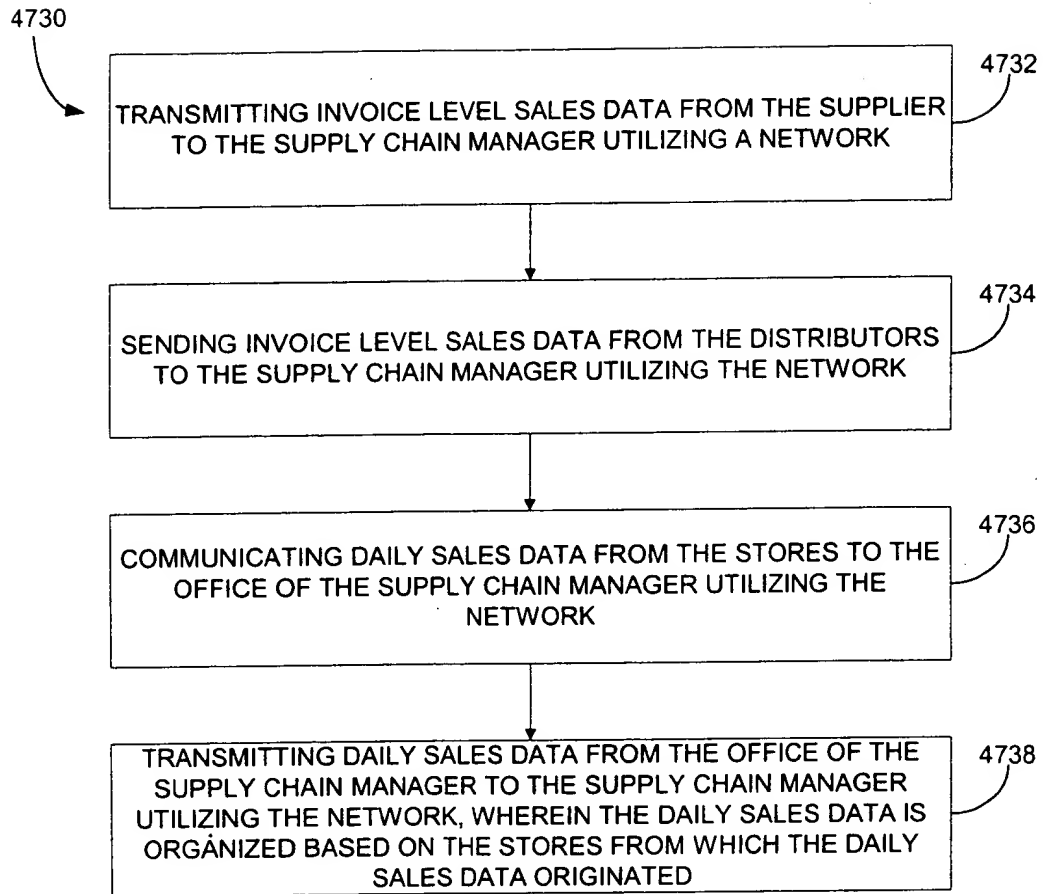 4730
4732
TRANSMITTING INVOICE LEVEL SALES DATA FROM THE SUPPLIER
TO THE SUPPLY CHAIN MANAGER UTILIZING A NETWORK
4734
SENDING INVOICE LEVEL SALES DATA FROM THE DISTRIBUTORS
TO THE SUPPLY CHAIN MANAGER UTILIZING THE NETWORK
4736
COMMUNICATING DAILY SALES DATA FROM THE STORES TO THE
OFFICE OF THE SUPPLY CHAIN MANAGER UTILIZING THE
NETWORK
4738
TRANSMITTING DAILY SALES DATA FROM THE OFFICE OF THE
SUPPLY CHAIN MANAGER TO THE SUPPLY CHAIN MANAGER
UTILIZING THE NETWORK, WHEREIN THE DAILY SALES DATA IS
ORGANIZED BASED ON THE STORES FROM WHICH THE DAILY
SALES DATA ORIGINATED